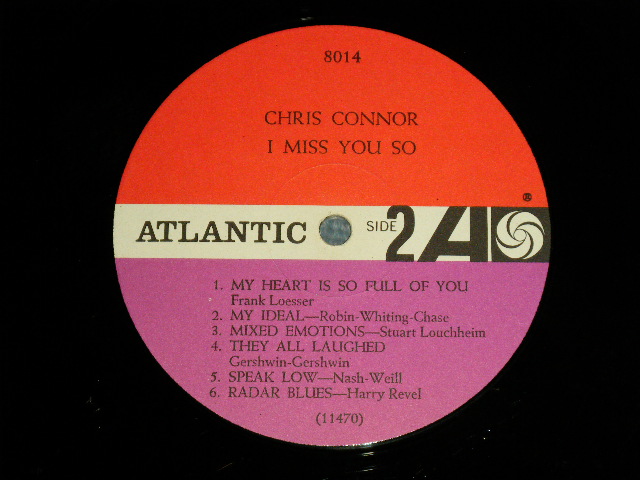 8014
CHRIS CONNOR
I MISS YOU SO
ATLANTIC SIDE 2 A
1. MY HEART IS SO FULL OF YOU
Frank Loesser
2. MY IDEAL—Robin-Whiting-Chase
3. MIXED EMOTIONS—Stuart Louchheim
4. THEY ALL LAUGHED
Gershwin-Gershwin
5. SPEAK LOW—Nash-Weill
6. RADAR BLUES—Harry Revel
(11470)